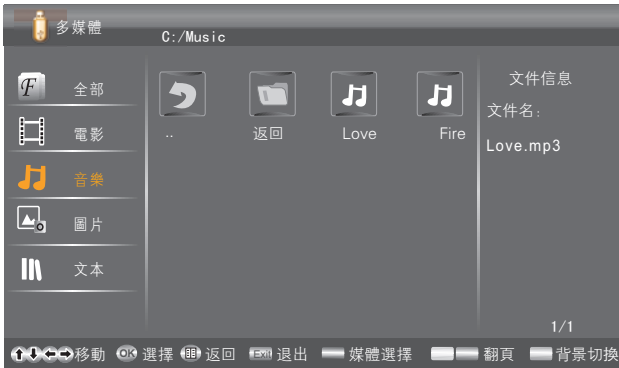 多媒體
C:/Music
F 全部
電影
音樂
圖片
文本
..
返回
Love
Fire
文件信息
文件名:
Love.mp3
1/1
移動 OK 選擇 返回 Exit 退出 媒體選擇 翻頁 背景切換